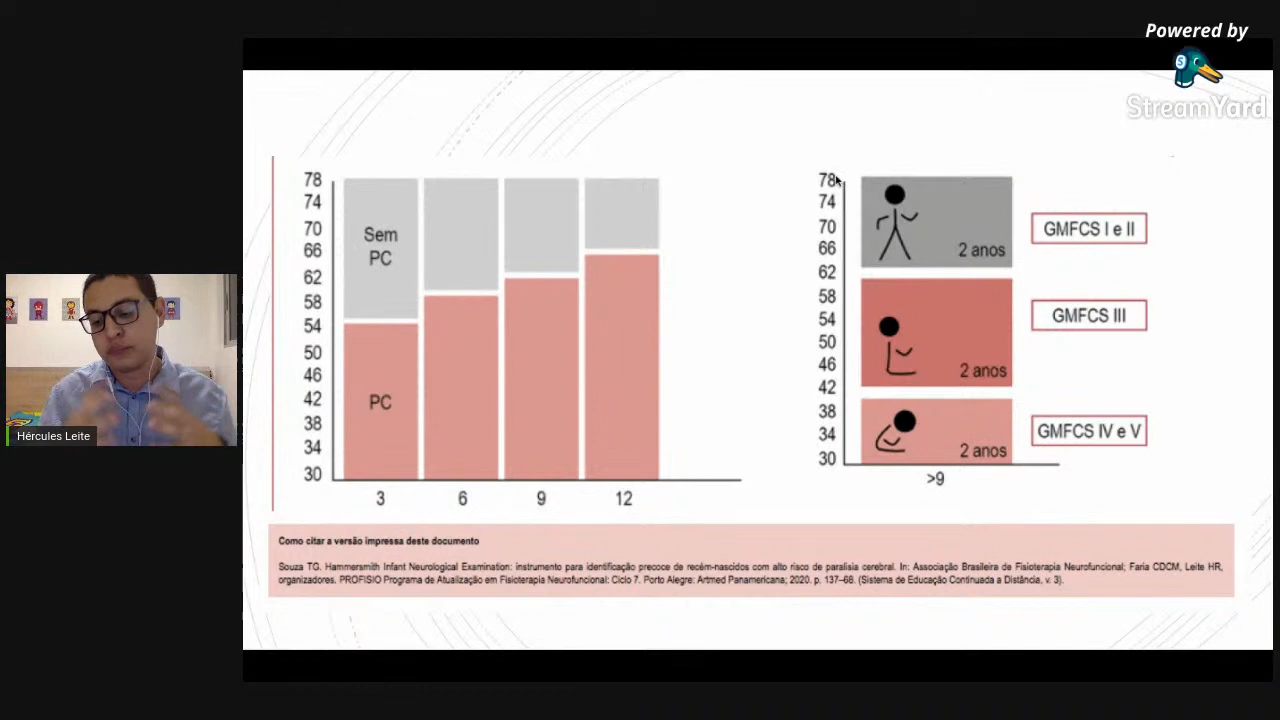 Powered by
StreamYard
78
74
70
66
62
58
54
50
46
42
38
34
30
Sem
PC
PC
3 6 9 12
78
74
70
66
62
58
54
50
46
42
38
34
30
2 anos
2 anos
2 anos
>9
GMFCS I e II
GMFCS III
GMFCS IV e V
Hércules Leite
Como citar a versão impressa deste documento
Souza TG. Hammersmith Infant Neurological Examination: instrumento para identificação precoce de recém-nascidos com alto risco de paralisia cerebral. In: Associação Brasileira de Fisioterapia Neurofuncional; Faria CDCM, Leite HR,
organizadores. PROFISIO Programa de Atualização em Fisioterapia Neurofuncional: Ciclo 7. Porto Alegre: Artmed Panamericana; 2020. p. 137–68. (Sistema de Educação Continuada a Distância, v. 3).